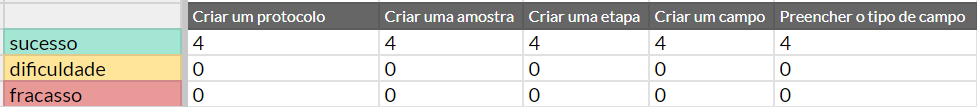 Criar um protocolo Criar uma amostra Criar uma etapa Criar um campo Preencher o tipo de campo
sucesso 4 4 4 4 4
dificuldade 0 0 0 0 0
fracasso 0 0 0 0 0